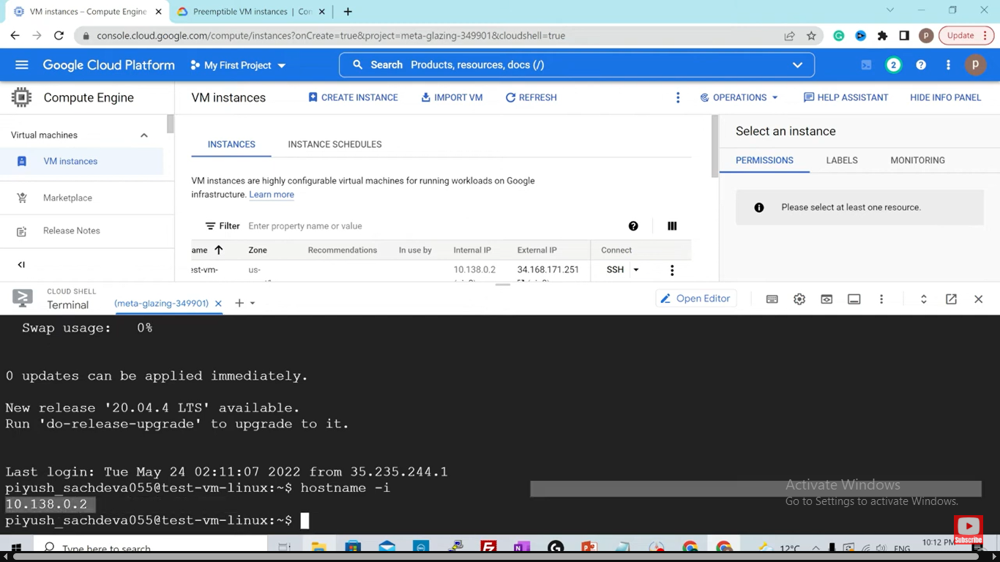 VM instances – Compute Engine
Preemptible VM instances | Co
console.cloud.google.com/compute/instances?onCreate=true&project=meta-glazing-349901&cloudshell=true
p
Update
Google Cloud Platform
My First Project
Search Products, resources, docs (/)
2
p
Compute Engine
VM instances
CREATE INSTANCE
IMPORT VM
REFRESH
OPERATIONS
HELP ASSISTANT
HIDE INFO PANEL
Virtual machines
VM instances
Marketplace
Release Notes
INSTANCES
INSTANCE SCHEDULES
VM instances are highly configurable virtual machines for running workloads on Google
infrastructure. Learn more
Filter Enter property name or value
ame Zone Recommendations In use by Internal IP External IP Connect
est-vm- us- 10.138.0.2 34.168.171.251 SSH
Select an instance
PERMISSIONS
LABELS
MONITORING
Please select at least one resource.
CLOUD SHELL
Terminal
(meta-glazing-349901)
Open Editor
Swap usage: 0%
0 updates can be applied immediately.
New release '20.04.4 LTS' available.
Run 'do-release-upgrade' to upgrade to it.
Last login: Tue May 24 02:11:07 2022 from 35.235.244.1
piyush_sachdeva055@test-vm-linux:~$ hostname -i
10.138.0.2
piyush_sachdeva055@test-vm-linux:~$
Activate Windows
Go to Settings to activate Windows.
Subscribe
Type here to search
12°C
ENG
10:12 PM